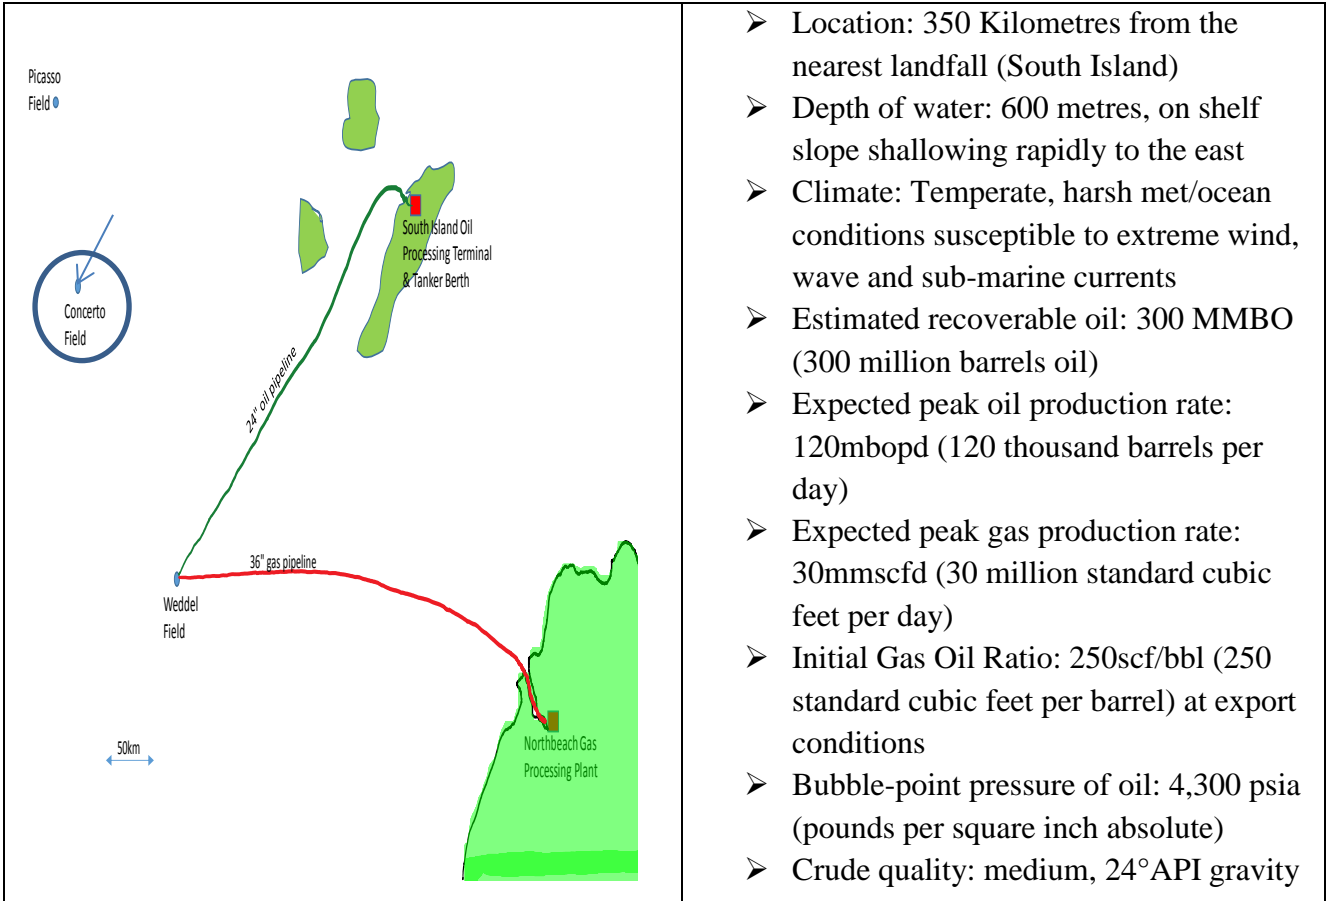 Picasso
Field
South Island Oil
Processing Terminal
& Tanker Berth
Concerto
Field
24" oil pipeline
36" gas pipeline
Weddel
Field
Northbeach Gas
Processing Plant
50km
➢ Location: 350 Kilometres from the
nearest landfall (South Island)
➢ Depth of water: 600 metres, on shelf
slope shallowing rapidly to the east
➢ Climate: Temperate, harsh met/ocean
conditions susceptible to extreme wind,
wave and sub-marine currents
➢ Estimated recoverable oil: 300 MMBO
(300 million barrels oil)
➢ Expected peak oil production rate:
120mbopd (120 thousand barrels per
day)
➢ Expected peak gas production rate:
30mmscfd (30 million standard cubic
feet per day)
➢ Initial Gas Oil Ratio: 250scf/bbl (250
standard cubic feet per barrel) at export
conditions
➢ Bubble-point pressure of oil: 4,300 psia
(pounds per square inch absolute)
➢ Crude quality: medium, 24°API gravity